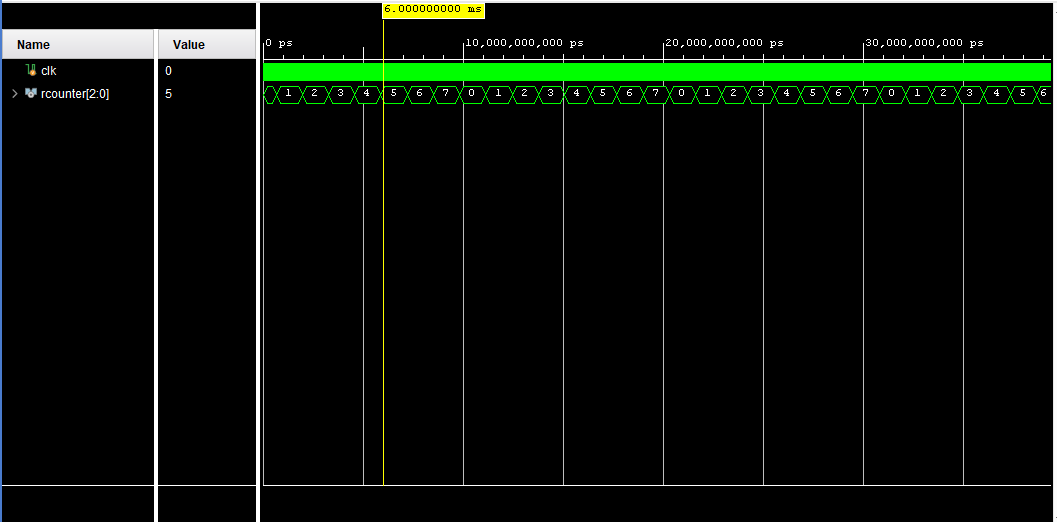 6.000000000 ms
Name Value
0 ps 10,000,000,000 ps 20,000,000,000 ps 30,000,000,000 ps
clk 0
rcounter[2:0] 5 1 2 3 4 5 6 7 0 1 2 3 4 5 6 7 0 1 2 3 4 5 6 7 0 1 2 3 4 5 6